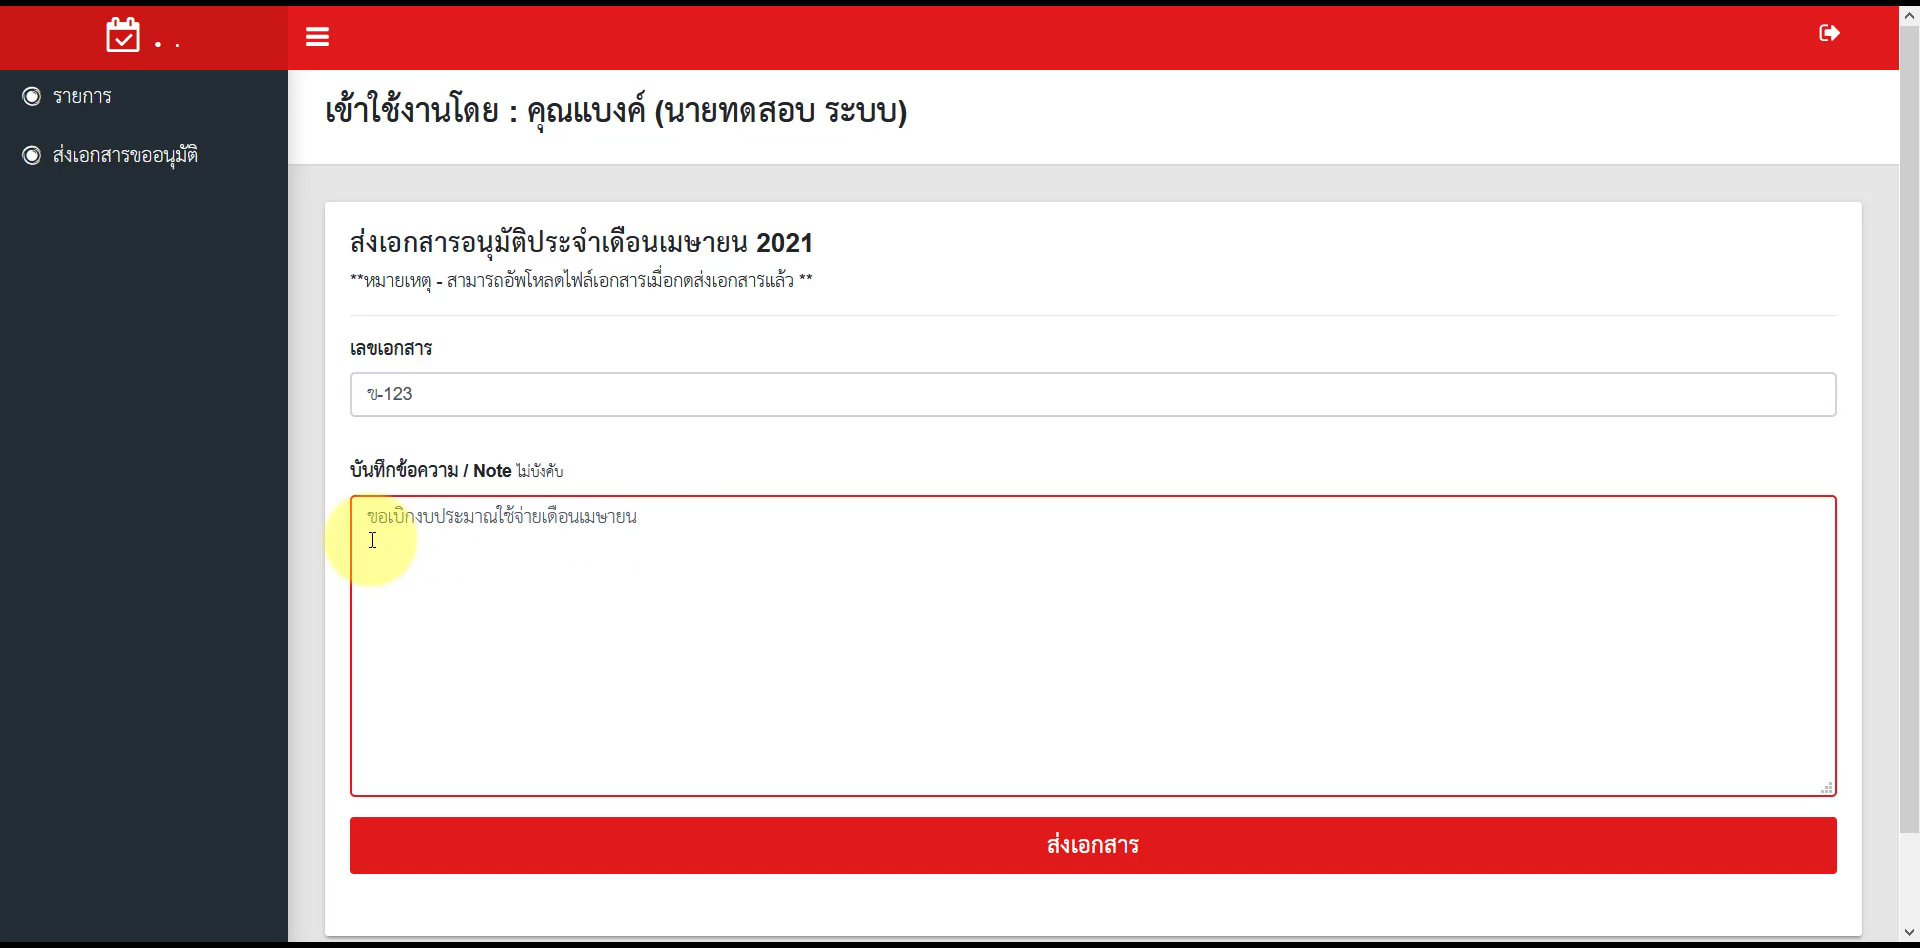 รายการ
ส่งเอกสารขออนุมัติ
เข้าใช้งานโดย : คุณแบงค์ (นายทดสอบ ระบบ)
ส่งเอกสารอนุมัติประจำเดือนเมษายน 2021
**หมายเหตุ - สามารถอัพโหลดไฟล์เอกสารเมื่อกดส่งเอกสารแล้ว **
เลขเอกสาร
ข-123
บันทึกข้อความ / Note ไม่บังคับ
ขอเบิกงบประมาณใช้จ่ายเดือนเมษายน
ส่งเอกสาร